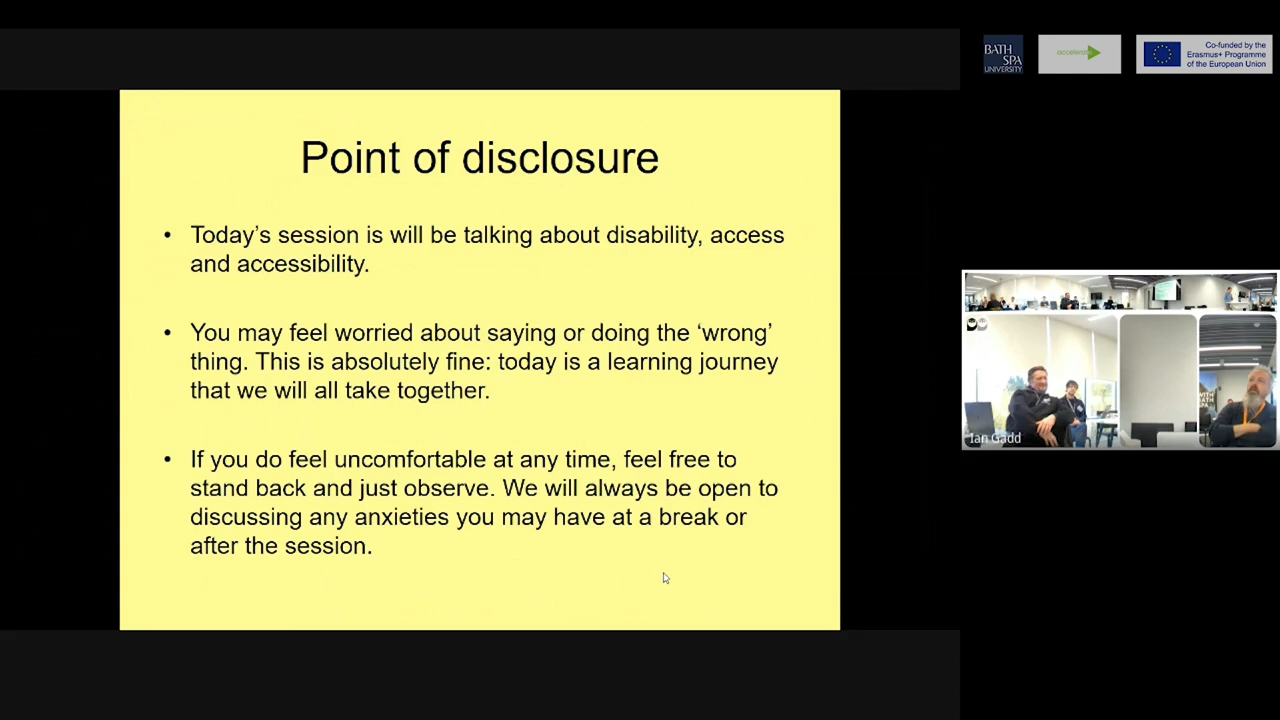 BATH
SPA
UNIVERSITY
accelerate
Co-funded by the
Erasmus+ Programme
of the European Union
Point of disclosure
• Today’s session is will be talking about disability, access
and accessibility.
• You may feel worried about saying or doing the ‘wrong’
thing. This is absolutely fine: today is a learning journey
that we will all take together.
• If you do feel uncomfortable at any time, feel free to
stand back and just observe. We will always be open to
discussing any anxieties you may have at a break or
after the session.
WITH
BATH
SPA
Ian Gadd